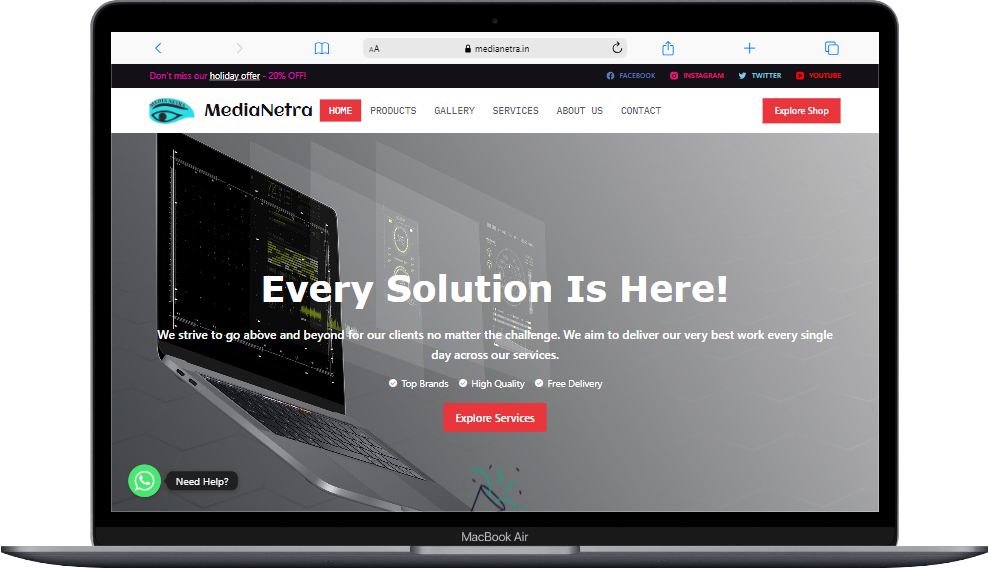 AA medianetra.in
Don't miss our holiday offer - 20% OFF!
FACEBOOK INSTAGRAM TWITTER YOUTUBE
MEDIA NETRA
MediaNetra
HOME PRODUCTS GALLERY SERVICES ABOUT US CONTACT
Explore Shop
Every Solution Is Here!
We strive to go above and beyond for our clients no matter the challenge. We aim to deliver our very best work every single
day across our services.
Top Brands High Quality Free Delivery
Explore Services
Need Help?
MacBook Air